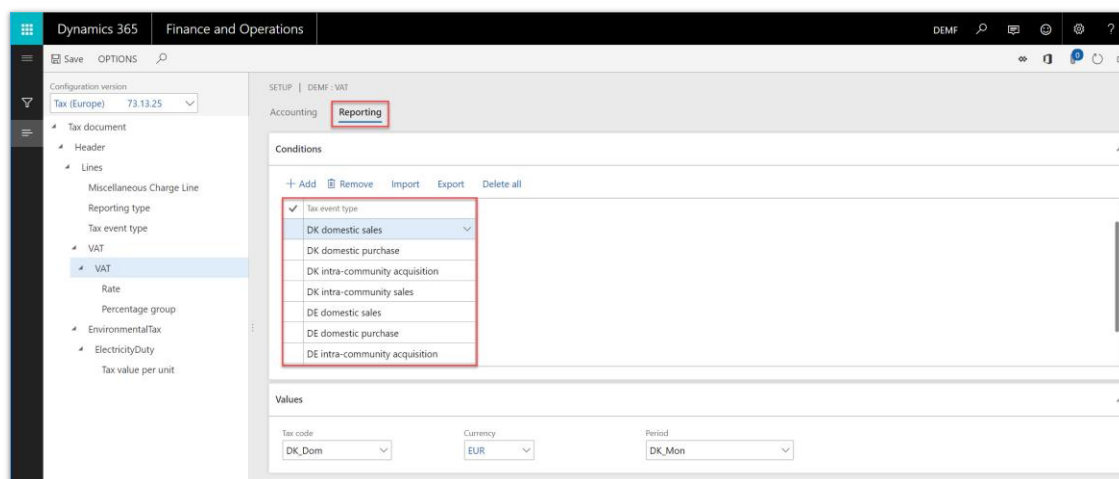 Dynamics 365 Finance and Operations DEMF ?
Save OPTIONS 0
Configuration version
Tax (Europe) 73.13.25
Tax document
Header
Lines
Miscellaneous Charge Line
Reporting type
Tax event type
VAT
VAT
Rate
Percentage group
EnvironmentalTax
ElectricityDuty
Tax value per unit
SETUP | DEMF : VAT
Accounting Reporting
Conditions
+ Add Remove Import Export Delete all
Tax event type
DK domestic sales
DK domestic purchase
DK intra-community acquisition
DK intra-community sales
DE domestic sales
DE domestic purchase
DE intra-community acquisition
Values
Tax code Currency Period
DK_Dom EUR DK_Mon